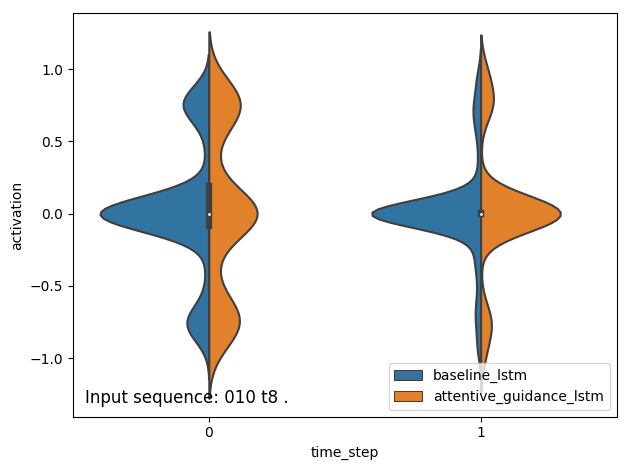 1.0
0.5
0.0
−0.5
−1.0
activation
Input sequence: 010 t8 .
baseline_lstm
attentive_guidance_lstm
0
1
time_step